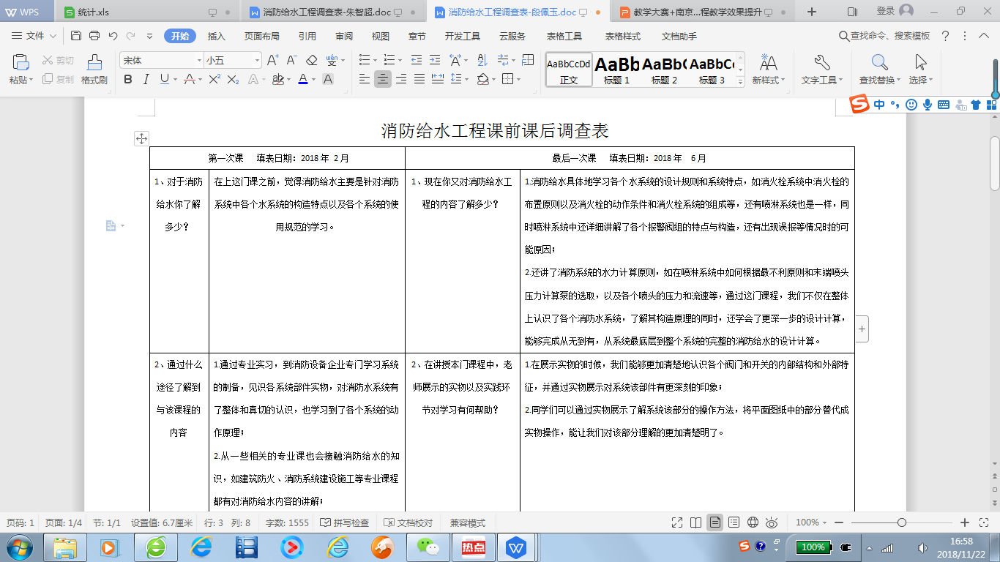 WPS
统计.xls
消防给水工程调查表-朱智超.doc
消防给水工程调查表-段佩玉.doc
教学大赛+南京...程教学效果提升
登录
文件
开始
插入
页面布局
引用
审阅
视图
章节
开发工具
云服务
表格工具
表格样式
文档助手
查找命令、搜索模板
粘贴
剪切
复制
格式刷
宋体
小五
AaBbCcDd
正文
AaBb
标题 1
AaBbC
标题 2
AaBbCc
标题 3
新样式
文字工具
查找替换
选择
中
消防给水工程课前课后调查表
第一次课 填表日期：2018 年 2 月
最后一次课 填表日期：2018 年 6 月
1、对于消防
给水你了解
多少？
在上这门课之前，觉得消防给水主要是针对消防
系统中各个水系统的构造特点以及各个系统的使
用规范的学习。
1、现在你又对消防给水工
程的内容了解多少？
1.消防给水具体地学习各个水系统的设计规则和系统特点，如消火栓系统中消火栓的
布置原则以及消火栓的动作条件和消火栓系统的组成等，还有喷淋系统也是一样，同
时喷淋系统中还详细讲解了各个报警阀组的特点与构造，还有出现误报等情况时的可
能原因；
2.还讲了消防系统的水力计算原则，如在喷淋系统中如何根据最不利原则和末端喷头
压力计算泵的选取，以及各个喷头的压力和流速等，通过这门课程，我们不仅在整体
上认识了各个消防水系统，了解其构造原理的同时，还学会了更深一步的设计计算，
能够完成从无到有，从系统最底层到整个系统的完整的消防给水的设计计算。
2、通过什么
途径了解到
与该课程的
内容
1.通过专业实习，到消防设备企业专门学习系统
的制备，见识各系统部件实物，对消防水系统有
了整体和真切的认识，也学习到了各个系统的动
作原理；
2.从一些相关的专业课也会接触消防给水的知
识，如建筑防火、消防系统建设施工等专业课程
都有对消防给水内容的讲解；
2、在讲授本门课程中，老
师展示的实物以及实践环
节对学习有何帮助？
1.在展示实物的时候，我们能够更加清楚地认识各个阀门和开关的内部结构和外部特
征，并通过实物展示对系统该部件有更深刻的印象；
2.同学们可以通过实物展示了解系统该部分的操作方法，将平面图纸中的部分替代成
实物操作，能让我们对该部分理解的更加清楚明了。
页码: 1
页面: 1/4
节: 1/1
设置值: 6.7厘米
行: 3
列: 8
字数: 1555
拼写检查
文档校对
兼容模式
100%
热点
100%
16:58
2018/11/22